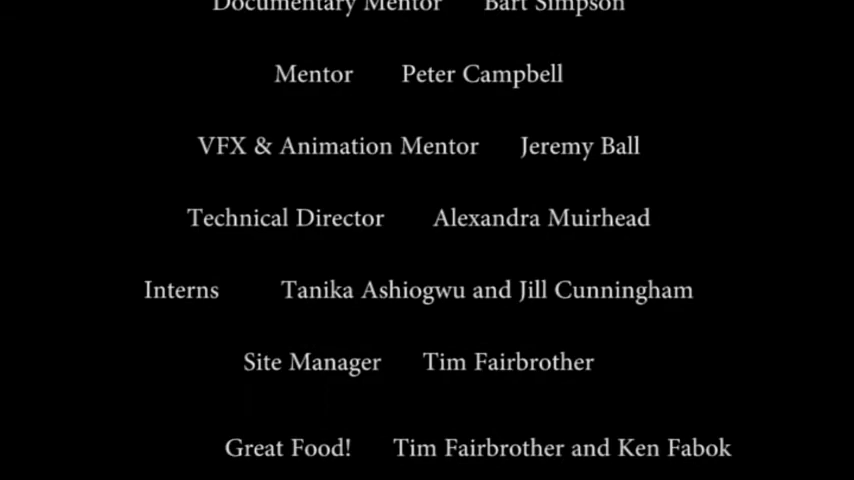 Documentary Mentor Bart Simpson
Mentor Peter Campbell
VFX & Animation Mentor Jeremy Ball
Technical Director Alexandra Muirhead
Interns Tanika Ashiogwu and Jill Cunningham
Site Manager Tim Fairbrother
Great Food! Tim Fairbrother and Ken Fabok